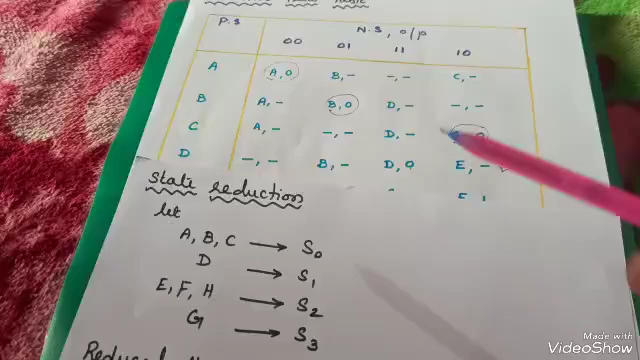 P.S N.S, o/p
00 01 11 10
A A,0 B,- -,- C,-
B A,- B,0 D,- -,-
C A,- -,- D,-
D -,- B,- D,0 E,-
State reduction
let
A, B, C → S0
D → S1
E, F, H → S2
G → S3
Made with
VideoShow